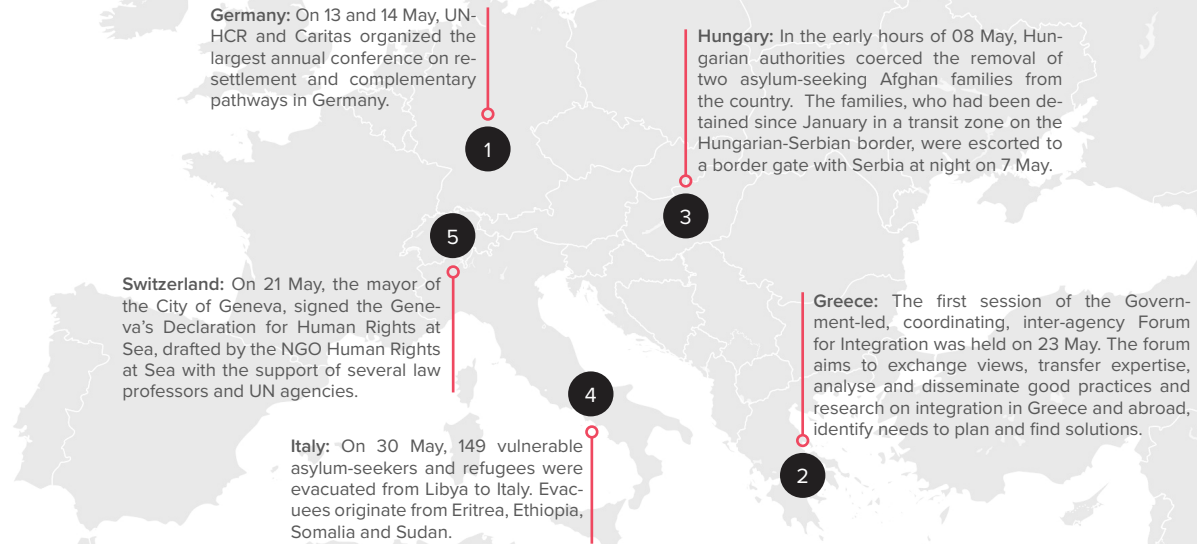 Germany: On 13 and 14 May, UN-
HCR and Caritas organized the
largest annual conference on re-
settlement and complementary
pathways in Germany.
1
Hungary: In the early hours of 08 May, Hun-
garian authorities coerced the removal of
two asylum-seeking Afghan families from
the country. The families, who had been de-
tained since January in a transit zone on the
Hungarian-Serbian border, were escorted to
a border gate with Serbia at night on 7 May.
3
5
Switzerland: On 21 May, the mayor of
the City of Geneva, signed the Gene-
va's Declaration for Human Rights at
Sea, drafted by the NGO Human Rights
at Sea with the support of several law
professors and UN agencies.
Greece: The first session of the Govern-
ment-led, coordinating, inter-agency Forum
for Integration was held on 23 May. The forum
aims to exchange views, transfer expertise,
analyse and disseminate good practices and
research on integration in Greece and abroad,
identify needs to plan and find solutions.
2
4
Italy: On 30 May, 149 vulnerable
asylum-seekers and refugees were
evacuated from Libya to Italy. Evac-
uees originate from Eritrea, Ethiopia,
Somalia and Sudan.